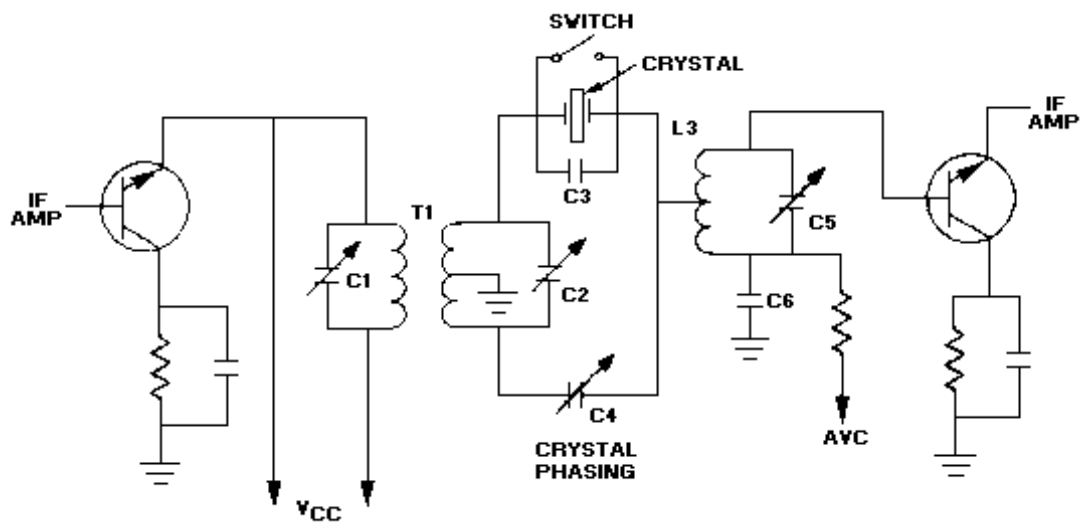 SWITCH
CRYSTAL
L3
IF
AMP
IF
AMP
C3
T1
C5
C1
C2
C6
C4
AVC
CRYSTAL
PHASING
VCC